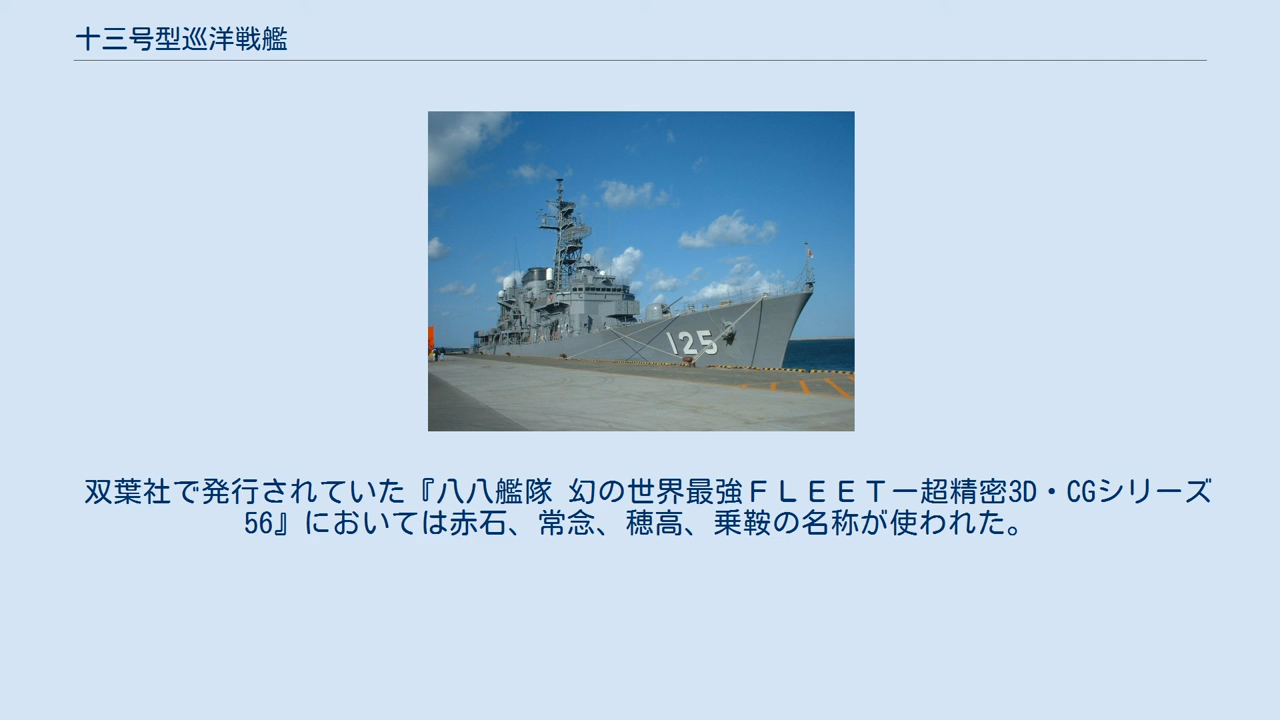 十三号型巡洋戦艦
125
双葉社で発行されていた『八八艦隊 幻の世界最強ＦＬＥＥＴー超精密3D・CGシリーズ
56』においては赤石、常念、穂高、乗鞍の名称が使われた。